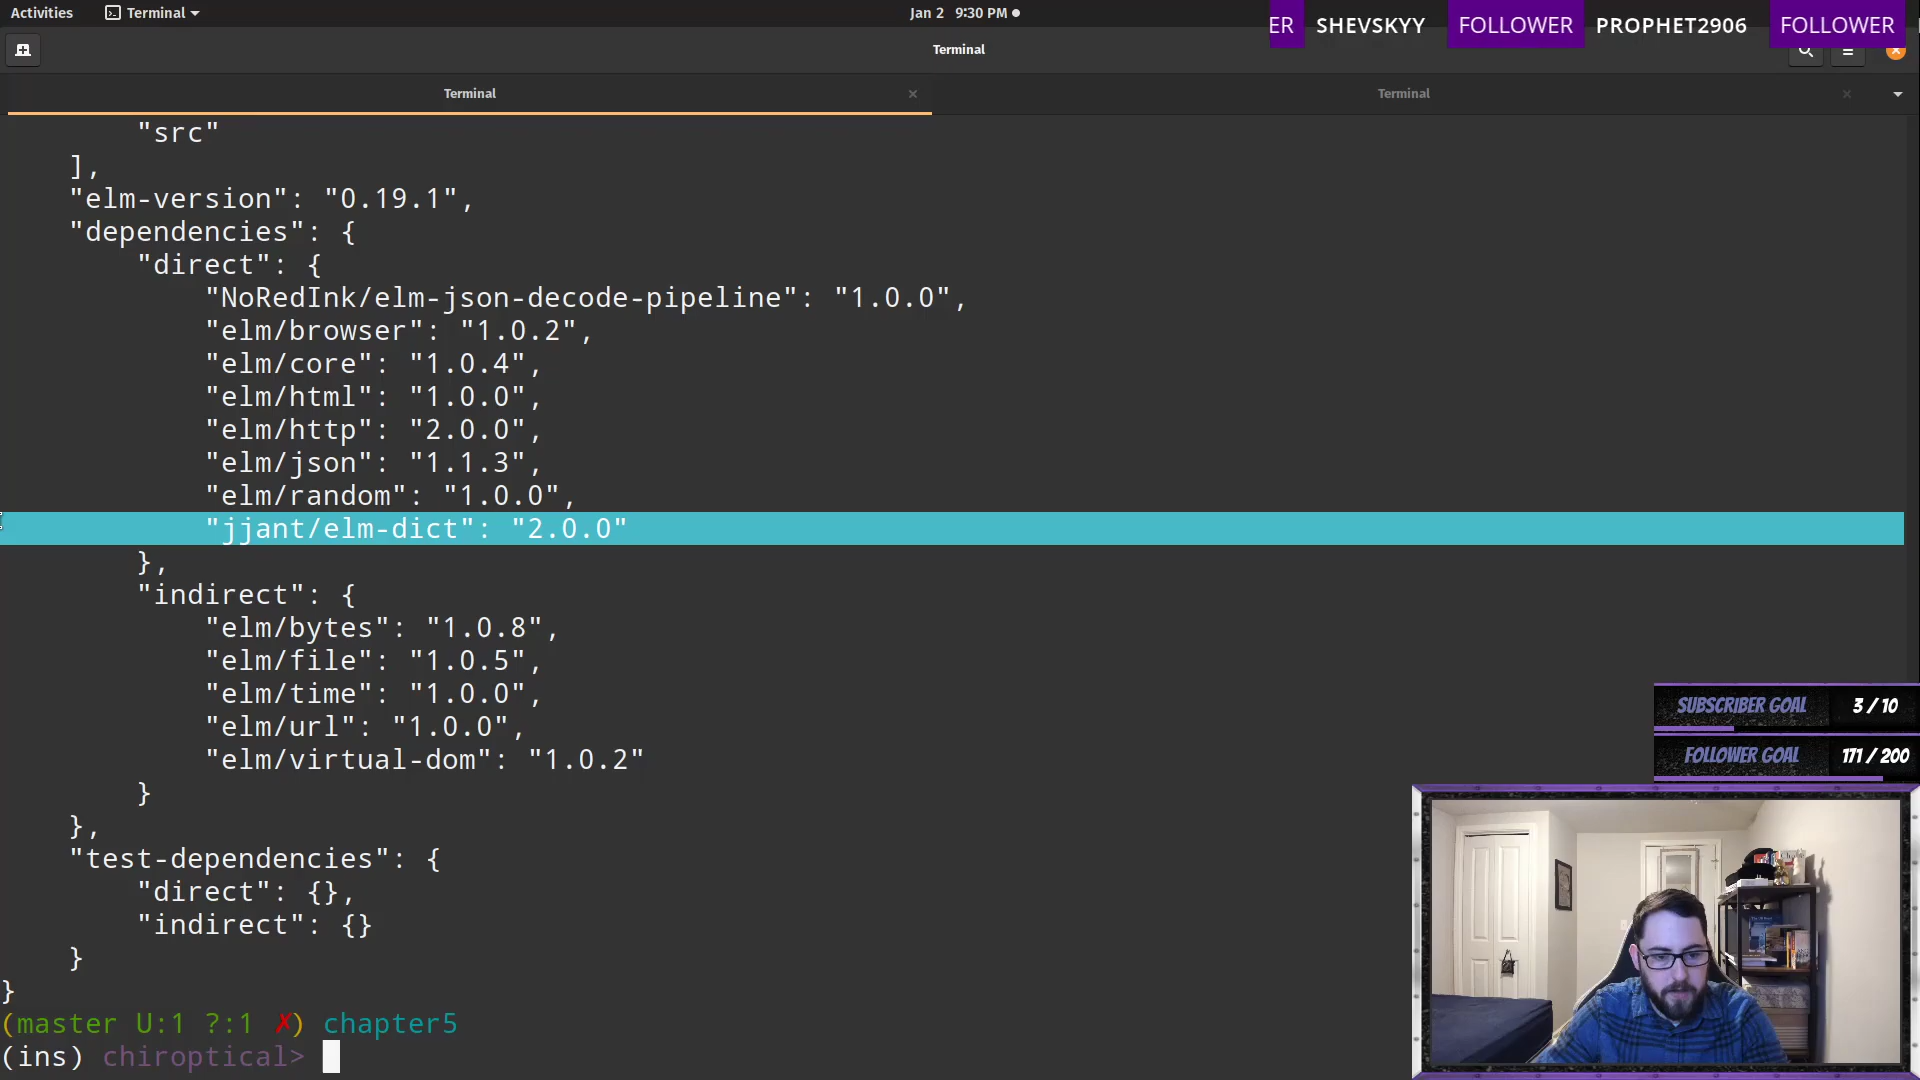 Activities
Terminal
Jan 2 9:30 PM
ER SHEVSKYY FOLLOWER PROPHET2906 FOLLOWER
Terminal
Terminal
Terminal
"src"
],
"elm-version": "0.19.1",
"dependencies": {
"direct": {
"NoRedInk/elm-json-decode-pipeline": "1.0.0",
"elm/browser": "1.0.2",
"elm/core": "1.0.4",
"elm/html": "1.0.0",
"elm/http": "2.0.0",
"elm/json": "1.1.3",
"elm/random": "1.0.0",
"jjant/elm-dict": "2.0.0"
},
"indirect": {
"elm/bytes": "1.0.8",
"elm/file": "1.0.5",
"elm/time": "1.0.0",
"elm/url": "1.0.0",
"elm/virtual-dom": "1.0.2"
}
},
"test-dependencies": {
"direct": {},
"indirect": {}
}
}
(master U:1 ?:1 ✗) chapter5
(ins) chiroptical>
SUBSCRIBER GOAL 3 / 10
FOLLOWER GOAL 171 / 200